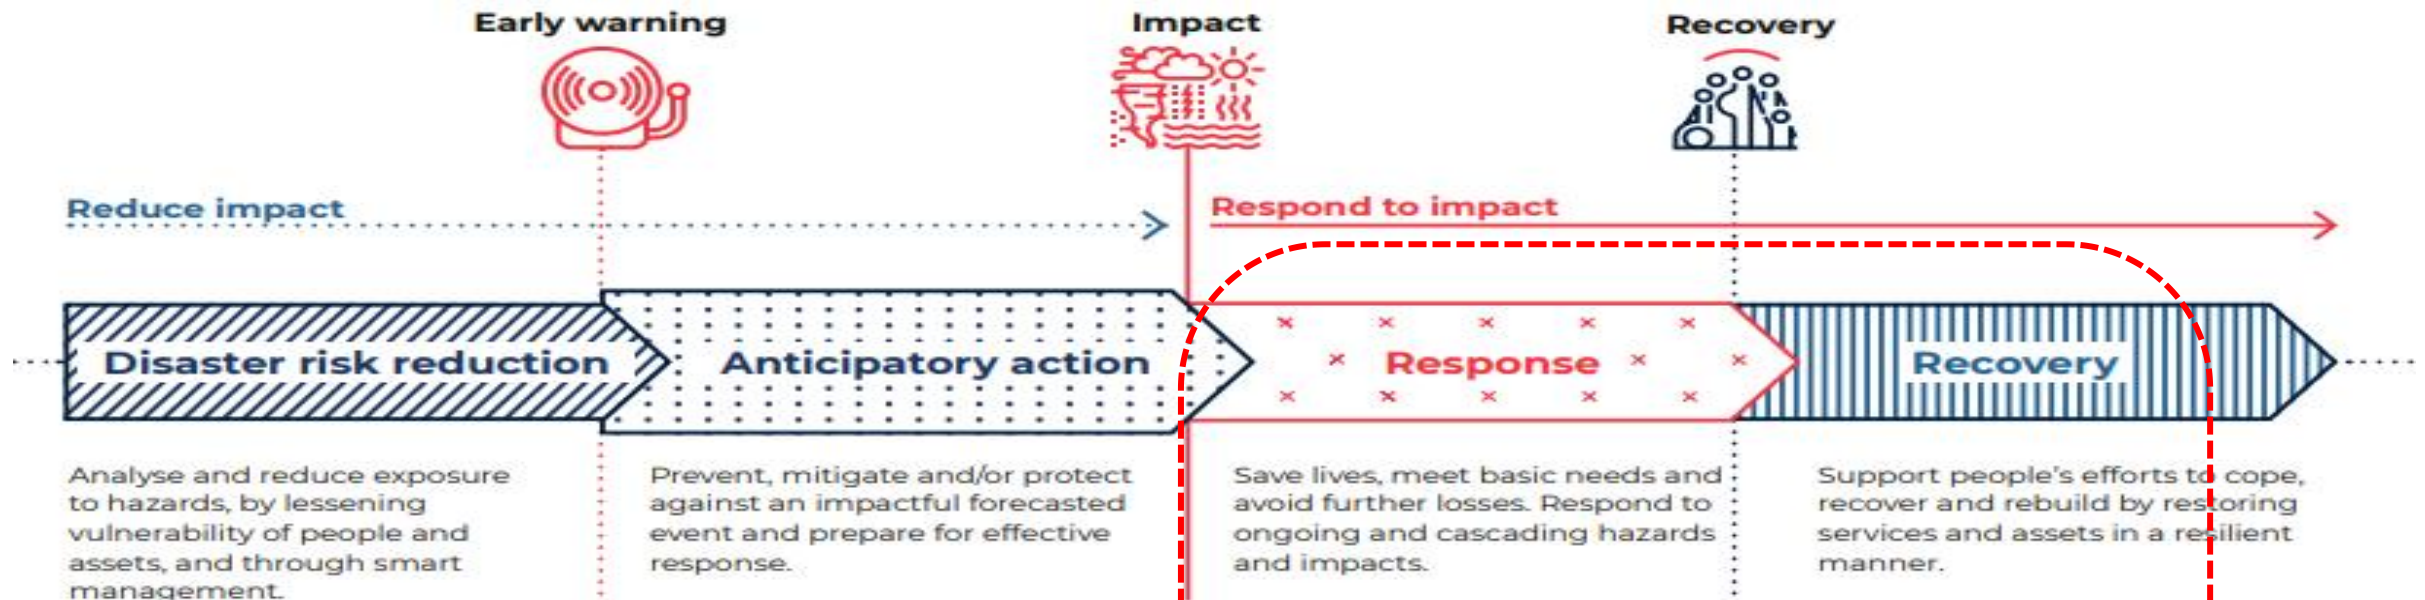 Early warning
Impact
Recovery
Reduce impact
Respond to impact
Disaster risk reduction
Anticipatory action
Response
Recovery
Analyse and reduce exposure
to hazards, by lessening
vulnerability of people and
assets, and through smart
management.
Prevent, mitigate and/or protect
against an impactful forecasted
event and prepare for effective
response.
Save lives, meet basic needs and
avoid further losses. Respond to
ongoing and cascading hazards
and impacts.
Support people's efforts to cope,
recover and rebuild by restoring
services and assets in a resilient
manner.